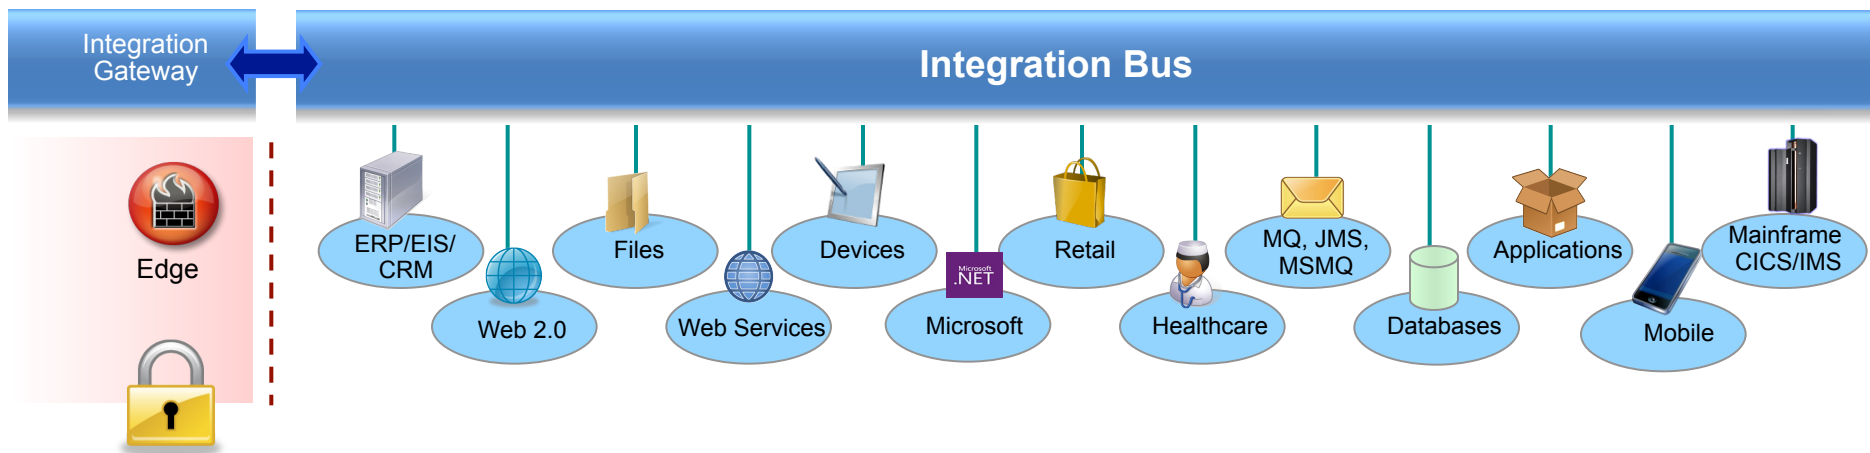 Integration
Gateway
Integration Bus
Edge
ERP/EIS/
CRM
Web 2.0
Files
Web Services
Devices
Microsoft
.NET
Microsoft
Retail
Healthcare
MQ, JMS,
MSMQ
Databases
Applications
Mobile
Mainframe
CICS/IMS